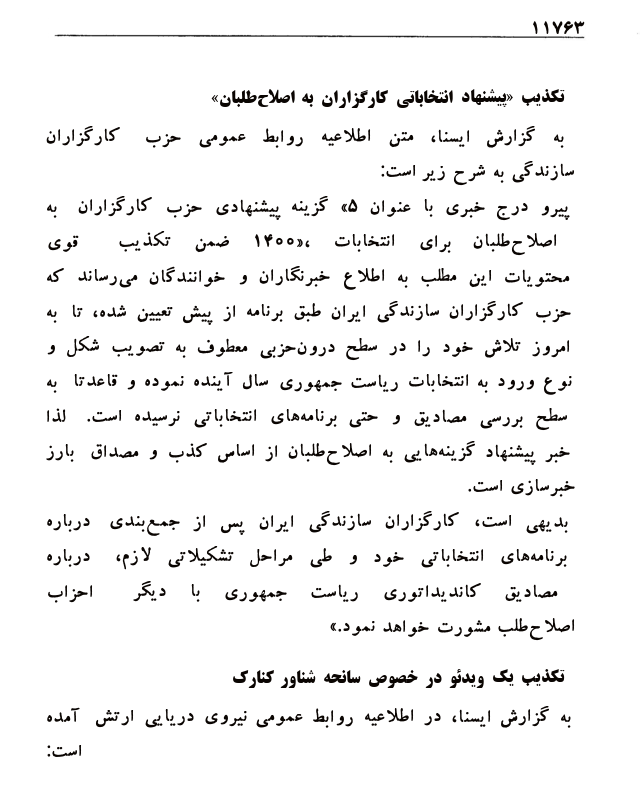 ۱۱۷۶۳
تکذیب «پیشنهاد انتخاباتی کارگزاران به اصلاح‌طلبان»
به گزارش ایسنا، متن اطلاعیه روابط عمومی حزب کارگزاران
سازندگی به شرح زیر است:
پیرو درج خبری با عنوان ۵» گزینه پیشنهادی حزب کارگزاران به
اصلاح‌طلبان برای انتخابات ،«۱۴۰۰ ضمن تکذیب قوی
محتویات این مطلب به اطلاع خبرنگاران و خوانندگان می‌رساند که
حزب کارگزاران سازندگی ایران طبق برنامه از پیش تعیین شده، تا به
امروز تلاش خود را در سطح درون‌حزبی معطوف به تصویب شکل و
نوع ورود به انتخابات ریاست جمهوری سال آینده نموده و قاعدتا به
سطح بررسی مصادیق و حتی برنامه‌های انتخاباتی نرسیده است. لذا
خبر پیشنهاد گزینه‌هایی به اصلاح‌طلبان از اساس کذب و مصداق بارز
خبرسازی است.
بدیهی است، کارگزاران سازندگی ایران پس از جمع‌بندی درباره
برنامه‌های انتخاباتی خود و طی مراحل تشکیلاتی لازم، درباره
مصادیق کاندیداتوری ریاست جمهوری با دیگر احزاب
اصلاح‌طلب مشورت خواهد نمود.»
تکذیب یک ویدئو در خصوص سانحه شناور کنارک
به گزارش ایسنا، در اطلاعیه روابط عمومی نیروی دریایی ارتش آمده
است: